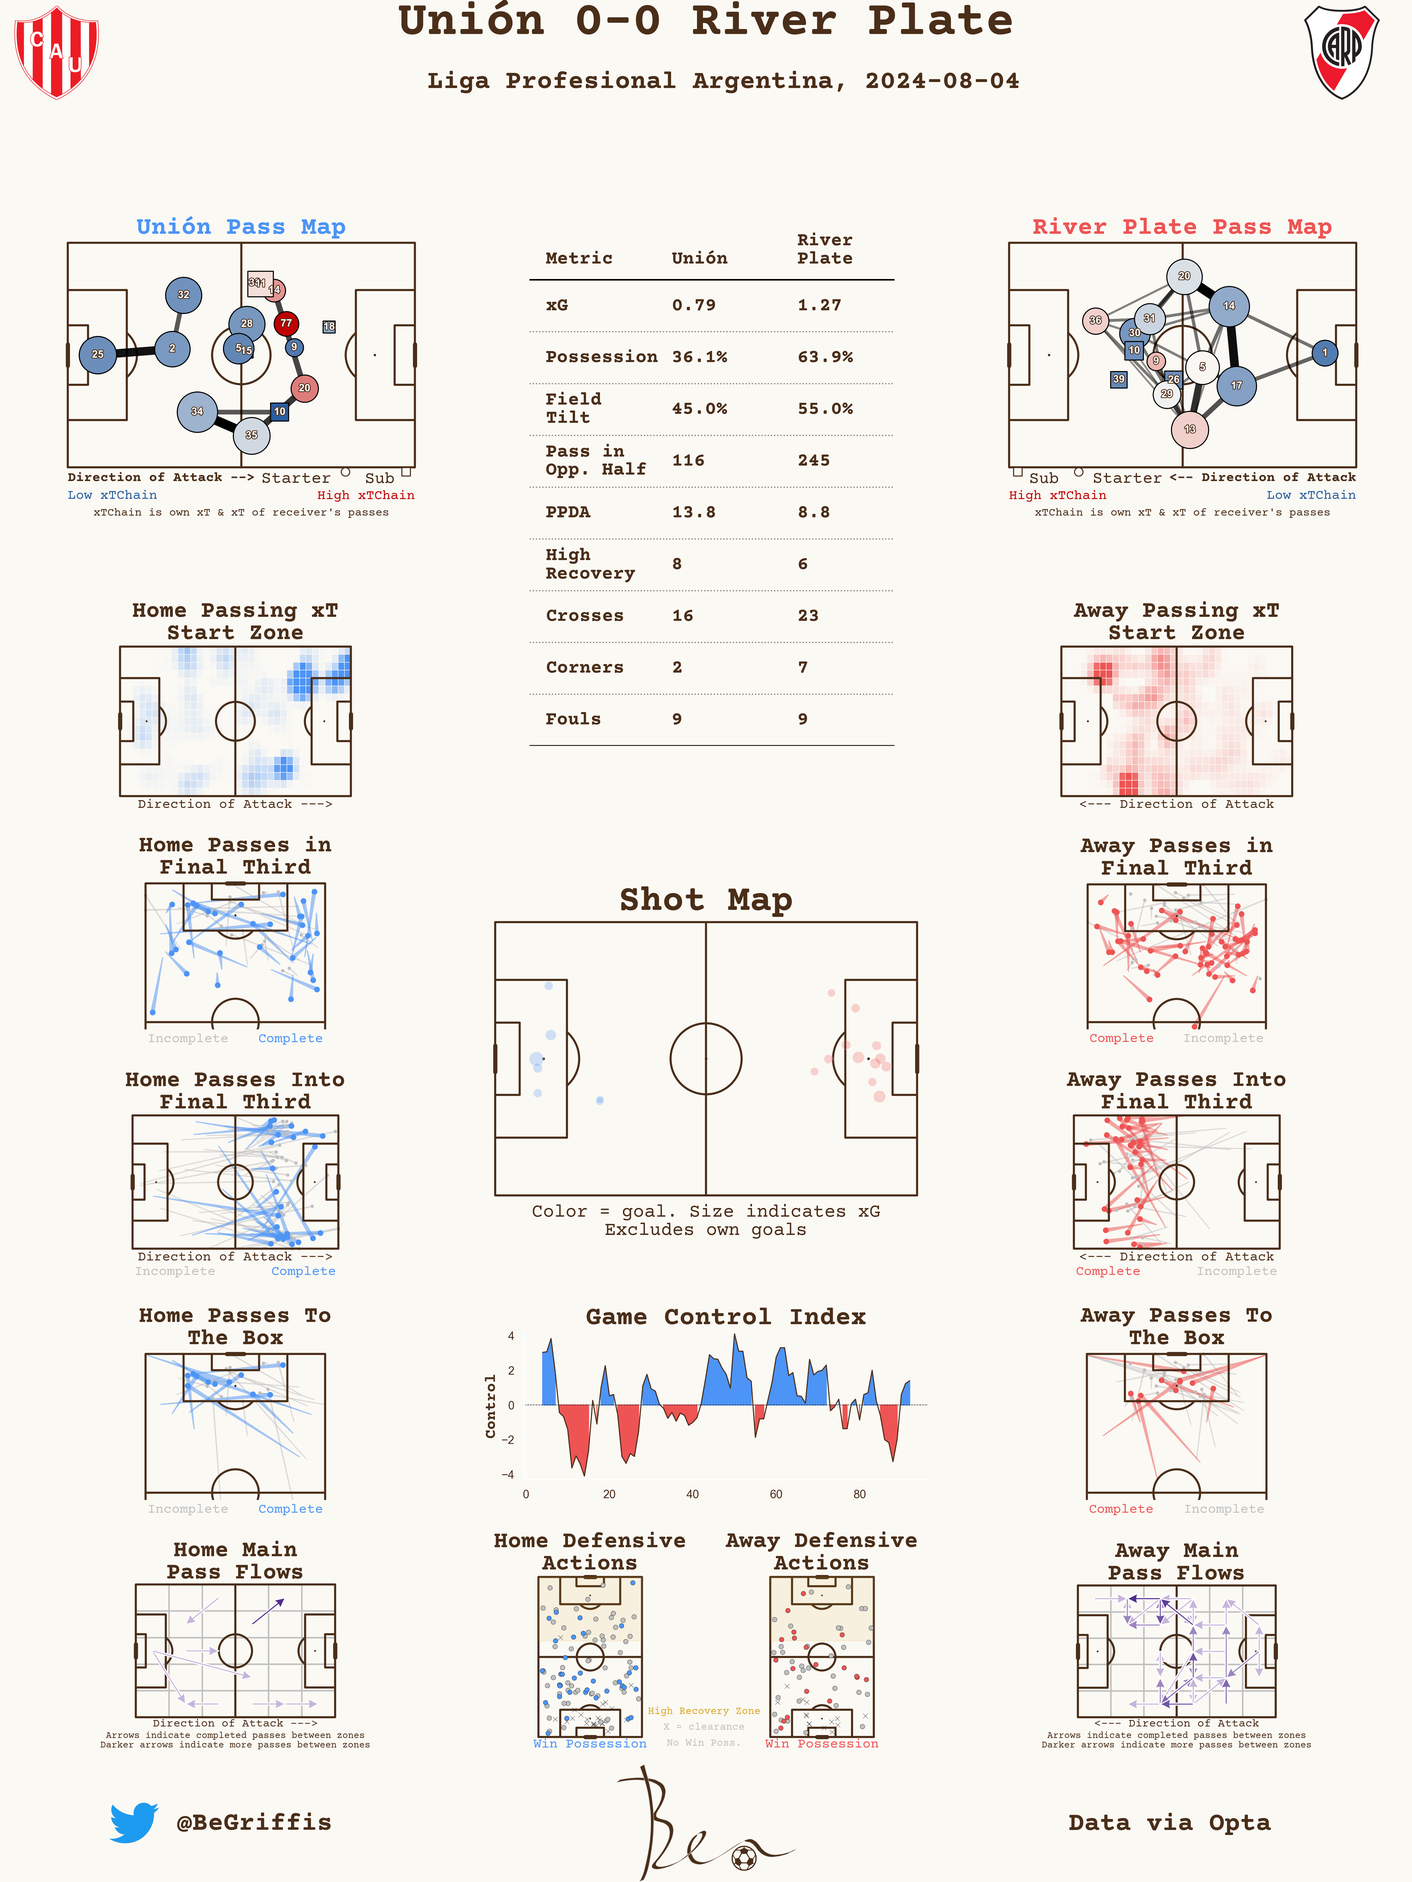 Unión 0-0 River Plate
Liga Profesional Argentina, 2024-08-04
CAU
CARP
Unión Pass Map
32
31
11
14
28
77
18
5
15
9
2
25
20
34
10
35
Direction of Attack --> Starter Sub
Low xTChain High xTChain
xTChain is own xT & xT of receiver's passes
Metric Unión River Plate
xG 0.79 1.27
Possession 36.1% 63.9%
Field Tilt 45.0% 55.0%
Pass in Opp. Half 116 245
PPDA 13.8 8.8
High Recovery 8 6
Crosses 16 23
Corners 2 7
Fouls 9 9
River Plate Pass Map
20
14
36
31
30
10
9
5
1
39
26
17
29
13
Sub Starter <-- Direction of Attack
High xTChain Low xTChain
xTChain is own xT & xT of receiver's passes
Home Passing xT
Start Zone
Direction of Attack --->
Away Passing xT
Start Zone
<--- Direction of Attack
Home Passes in
Final Third
Incomplete Complete
Away Passes in
Final Third
Complete Incomplete
Shot Map
Color = goal. Size indicates xG
Excludes own goals
Home Passes Into
Final Third
Direction of Attack --->
Incomplete Complete
Away Passes Into
Final Third
<--- Direction of Attack
Complete Incomplete
Home Passes To
The Box
Incomplete Complete
Game Control Index
Control
4
2
0
−2
−4
0 20 40 60 80
Away Passes To
The Box
Complete Incomplete
Home Main
Pass Flows
Direction of Attack --->
Arrows indicate completed passes between zones
Darker arrows indicate more passes between zones
Home Defensive
Actions
Win Possession
High Recovery Zone
X = clearance
No Win Poss.
Away Defensive
Actions
Win Possession
Away Main
Pass Flows
<--- Direction of Attack
Arrows indicate completed passes between zones
Darker arrows indicate more passes between zones
@BeGriffis
Ben
Data via Opta